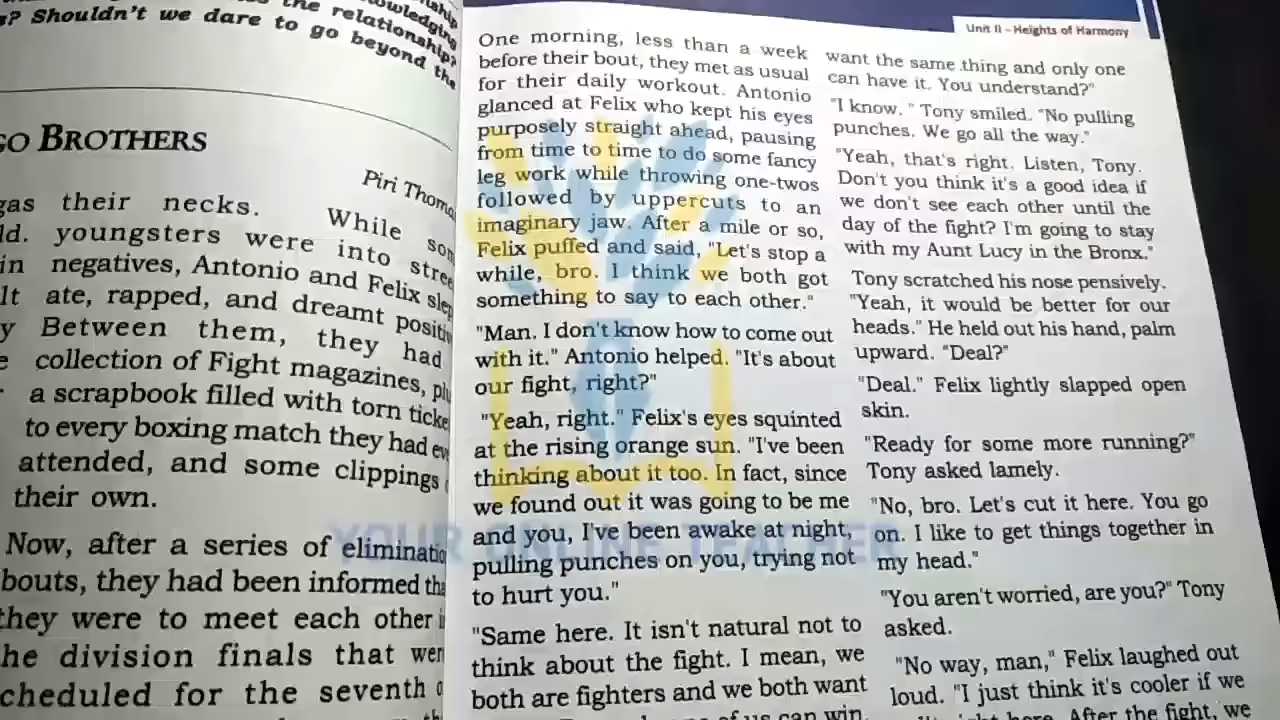 knowledging
the relationship?
? Shouldn't we dare to go beyond the
GO BROTHERS
Piri Thomas
gas their necks. While
ld. youngsters were into
in negatives, Antonio and Felix
lt ate, rapped, and dreamt
y Between them, they had
collection of Fight magazines,
a scrapbook filled with torn
to every boxing match they had
attended, and some clippings
their own.
Now, after a series of
bouts, they had been informed
they were to meet each other
he division finals that
cheduled for the seventh
Unit II - Heights of Harmony
One morning, less than a week
before their bout, they met as usual
for their daily workout. Antonio
glanced at Felix who kept his eyes
purposely straight ahead, pausing
from time to time to do some fancy
leg work while throwing one-twos
followed by uppercuts to an
imaginary jaw. After a mile or so,
Felix puffed and said, "Let's stop a
while, bro. I think we both got
something to say to each other."
"Man. I don't know how to come out
with it." Antonio helped. "It's about
our fight, right?"
"Yeah, right." Felix's eyes squinted
at the rising orange sun. "I've been
thinking about it too. In fact, since
we found out it was going to be me
and you, I've been awake at night,
pulling punches on you, trying not
to hurt you."
"Same here. It isn't natural not to
think about the fight. I mean, we
both are fighters and we both want
of us can win.
want the same thing and only one
can have it. You understand?"
"I know. " Tony smiled. "No pulling
punches. We go all the way."
"Yeah, that's right. Listen, Tony.
Don't you think it's a good idea if
we don't see each other until the
day of the fight? I'm going to stay
with my Aunt Lucy in the Bronx."
Tony scratched his nose pensively.
"Yeah, it would be better for our
heads." He held out his hand, palm
upward. "Deal?"
"Deal." Felix lightly slapped open
skin.
"Ready for some more running?"
Tony asked lamely.
"No, bro. Let's cut it here. You go
on. I like to get things together in
my head."
"You aren't worried, are you?" Tony
asked.
"No way, man," Felix laughed out
loud. "I just think it's cooler if we
right here. After the fight, we
YOUR ONLINE TEACHER